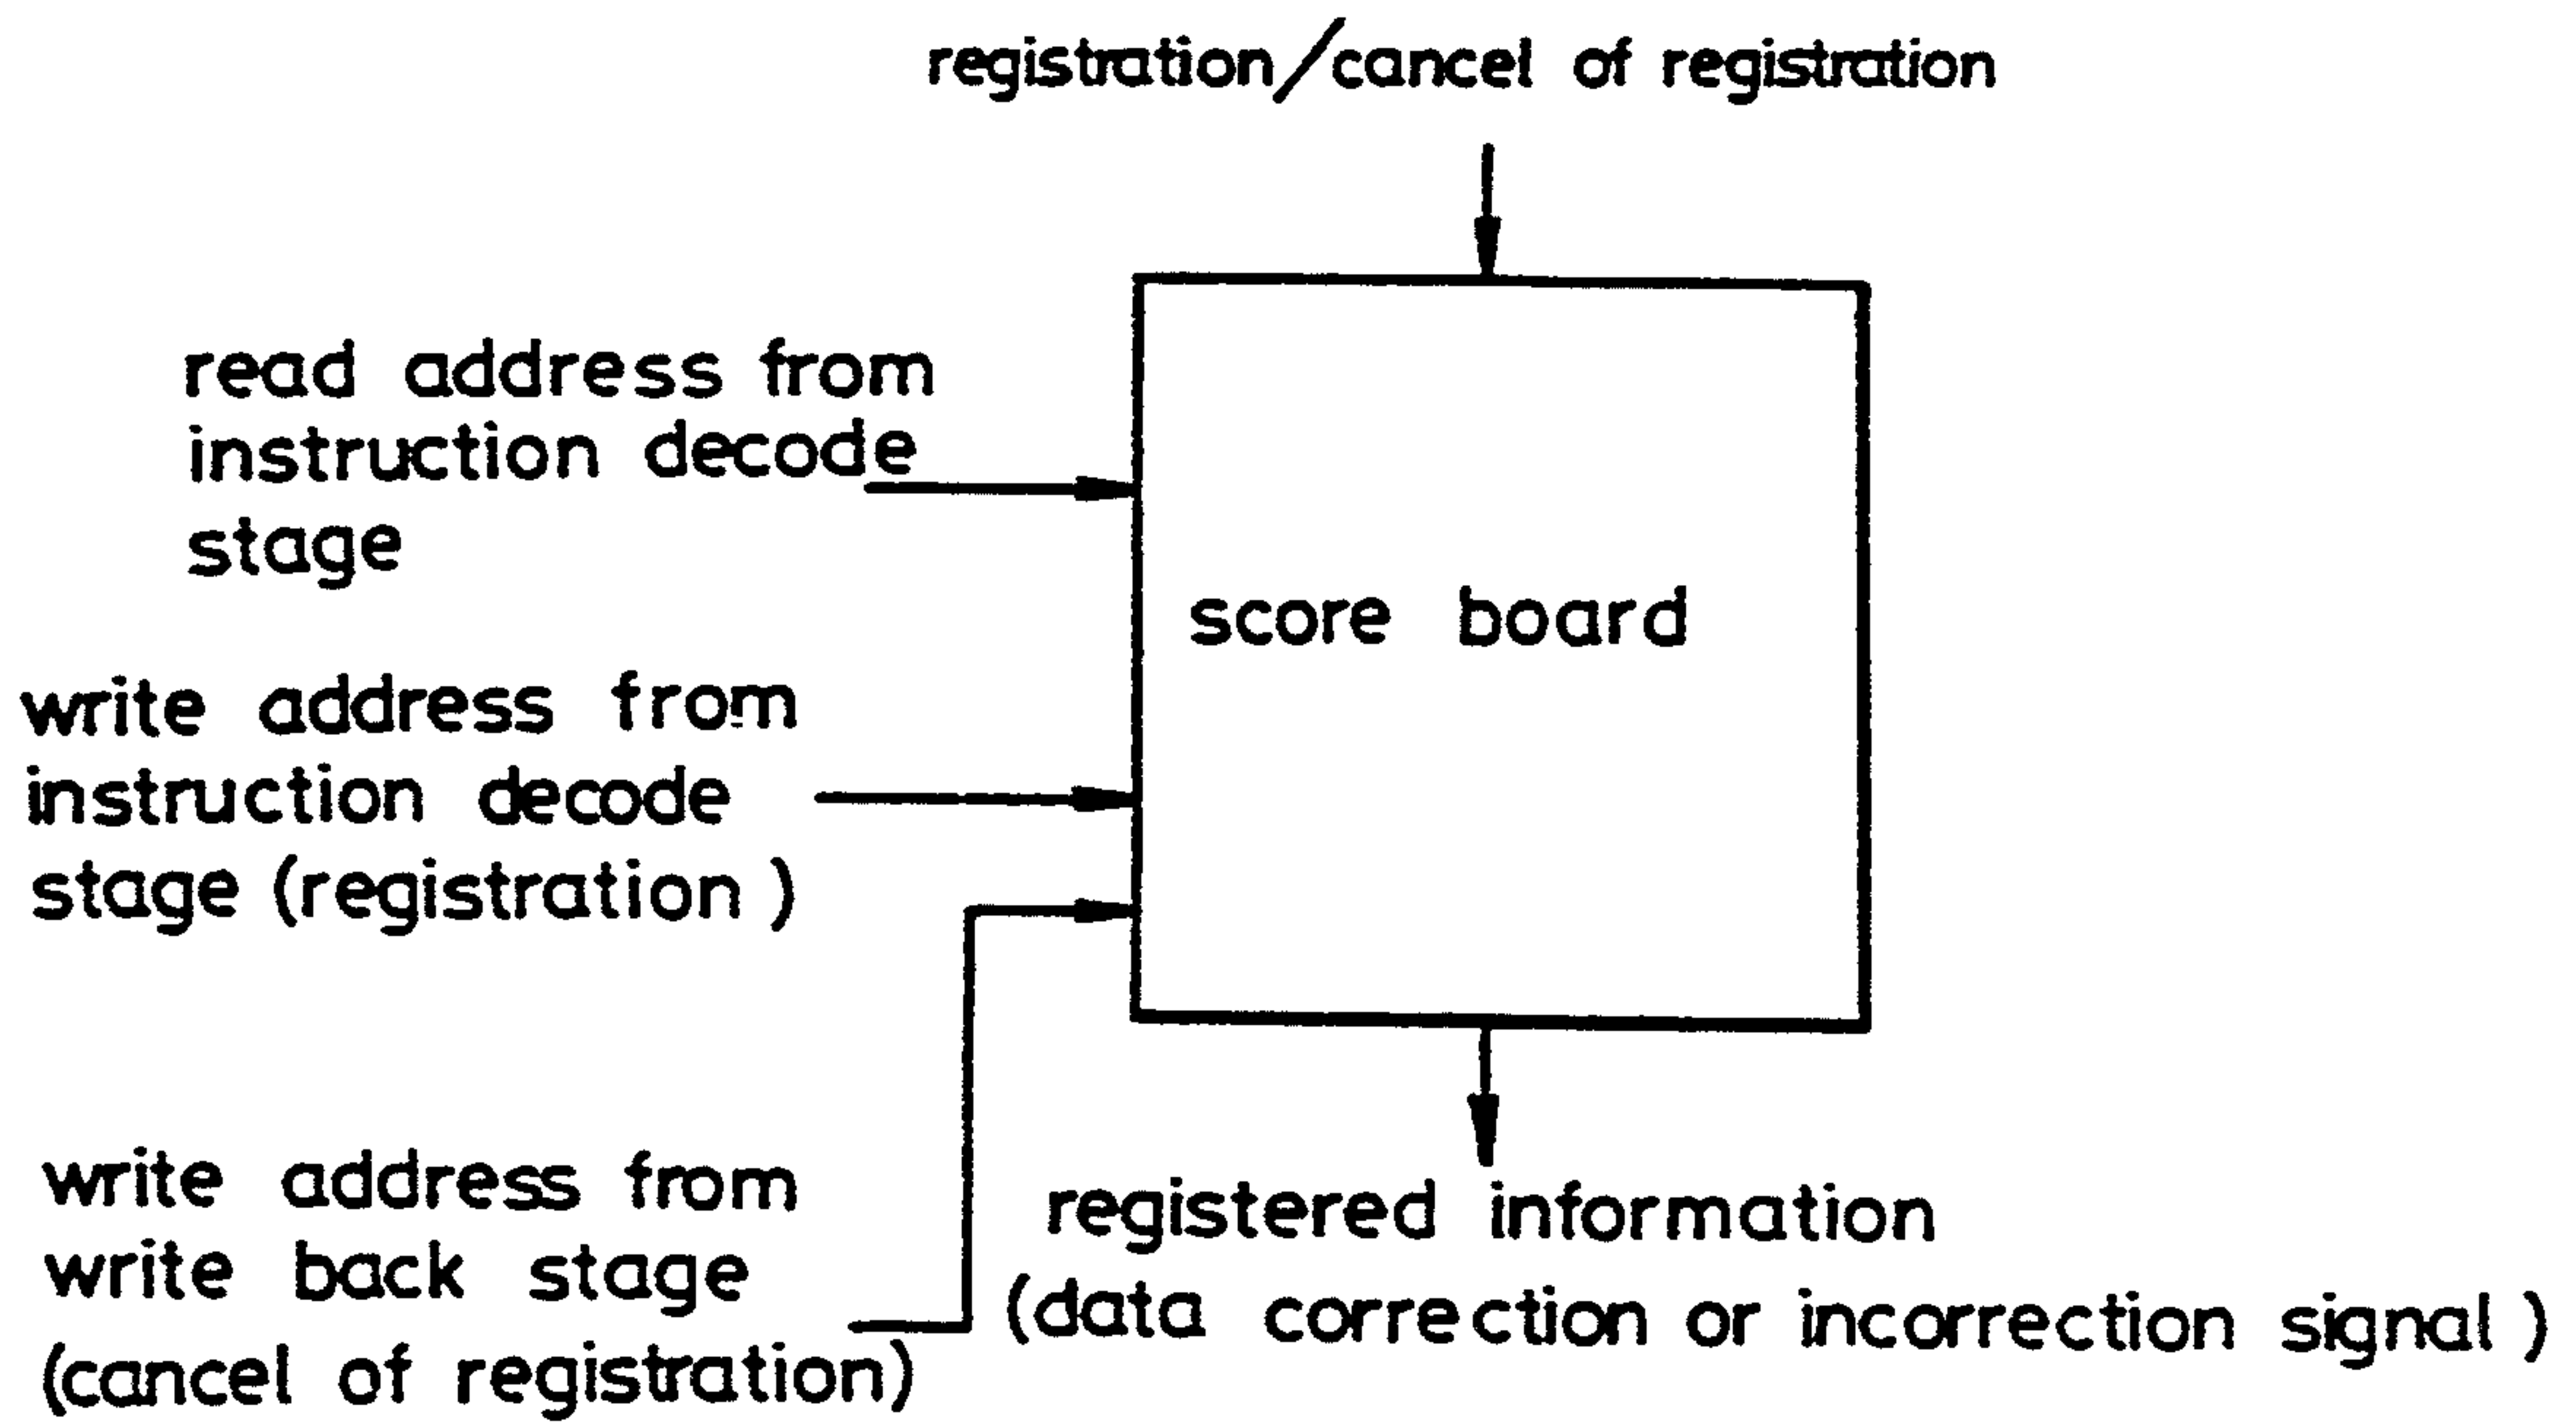 registration/cancel of registration
read address from
instruction decode
stage
score board
write address from
instruction decode
stage (registration)
write address from
write back stage
(cancel of registration)
registered information
(data correction or incorrection signal)